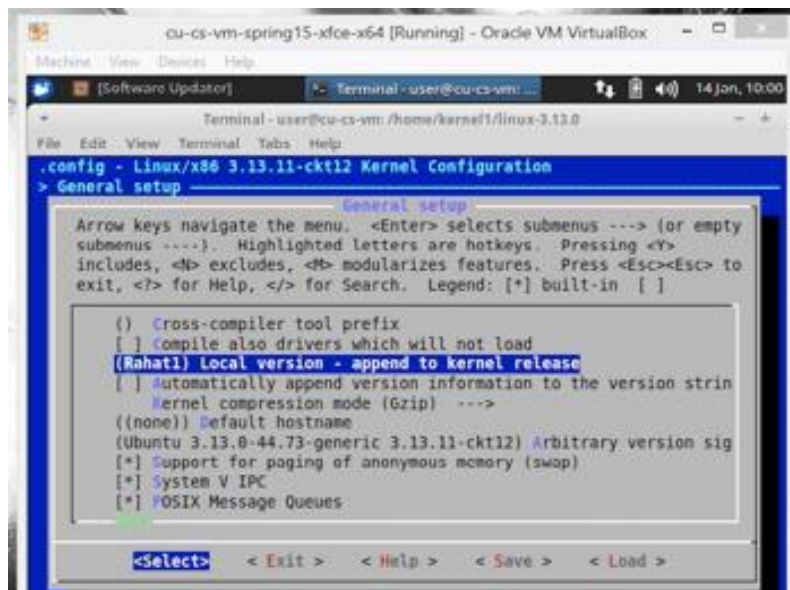 cu-cs-vm-spring15-xfce-x64 [Running] - Oracle VM VirtualBox
Machine View Devices Help
[Software Updater] Terminal - user@cu-cs-vm: ... 14 Jan, 10:00
Terminal - user@cu-cs-vm: /home/kernel1/linux-3.13.0
File Edit View Terminal Tabs Help
.config - Linux/x86 3.13.11-ckt12 Kernel Configuration
> General setup
General setup
Arrow keys navigate the menu. <Enter> selects submenus ---> (or empty
submenus ----). Highlighted letters are hotkeys. Pressing <Y>
includes, <N> excludes, <M> modularizes features. Press <Esc><Esc> to
exit, <?> for Help, </> for Search. Legend: [*] built-in [ ]
() Cross-compiler tool prefix
[ ] Compile also drivers which will not load
(Rahat1) Local version - append to kernel release
[ ] Automatically append version information to the version strin
Kernel compression mode (Gzip) --->
((none)) Default hostname
(Ubuntu 3.13.0-44.73-generic 3.13.11-ckt12) Arbitrary version sig
[*] Support for paging of anonymous memory (swap)
[*] System V IPC
[*] POSIX Message Queues
<Select> < Exit > < Help > < Save > < Load >